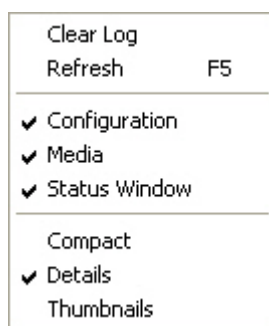 Clear Log
Refresh F5
Configuration
Media
Status Window
Compact
Details
Thumbnails